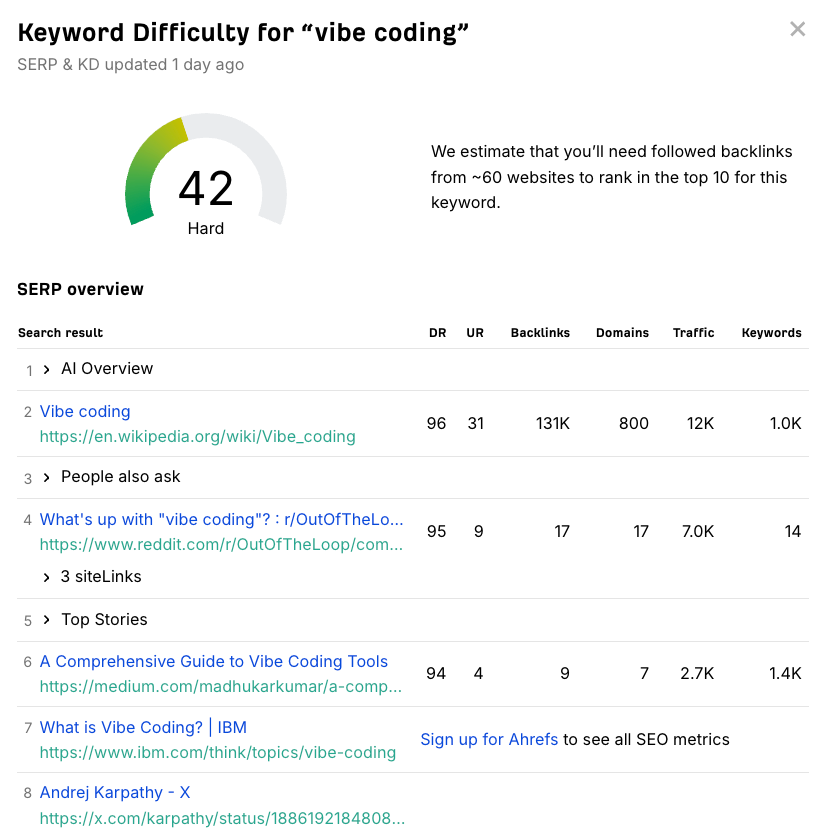 Keyword Difficulty for “vibe coding”
SERP & KD updated 1 day ago
42
Hard
We estimate that you’ll need followed backlinks
from ~60 websites to rank in the top 10 for this
keyword.
SERP overview
Search result DR UR Backlinks Domains Traffic Keywords
1 AI Overview
2 Vibe coding
https://en.wikipedia.org/wiki/Vibe_coding 96 31 131K 800 12K 1.0K
3 People also ask
4 What's up with "vibe coding"? : r/OutOfTheLo...
https://www.reddit.com/r/OutOfTheLoop/com... 95 9 17 17 7.0K 14
3 siteLinks
5 Top Stories
6 A Comprehensive Guide to Vibe Coding Tools
https://medium.com/madhukarkumar/a-comp... 94 4 9 7 2.7K 1.4K
7 What is Vibe Coding? | IBM
https://www.ibm.com/think/topics/vibe-coding Sign up for Ahrefs to see all SEO metrics
8 Andrej Karpathy - X
https://x.com/karpathy/status/1886192184808...